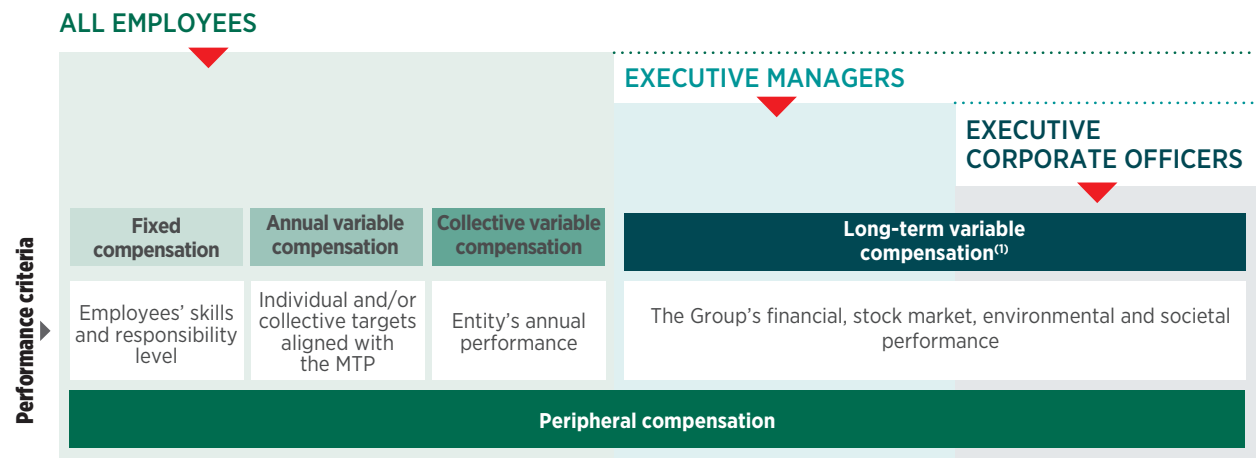 ALL EMPLOYEES
EXECUTIVE MANAGERS
EXECUTIVE
CORPORATE OFFICERS
Performance criteria
Fixed
compensation
Annual variable
compensation
Collective variable
compensation
Long-term variable
compensation(1)
Employees’ skills
and responsibility
level
Individual and/or
collective targets
aligned with
the MTP
Entity’s annual
performance
The Group’s financial, stock market, environmental and societal
performance
Peripheral compensation